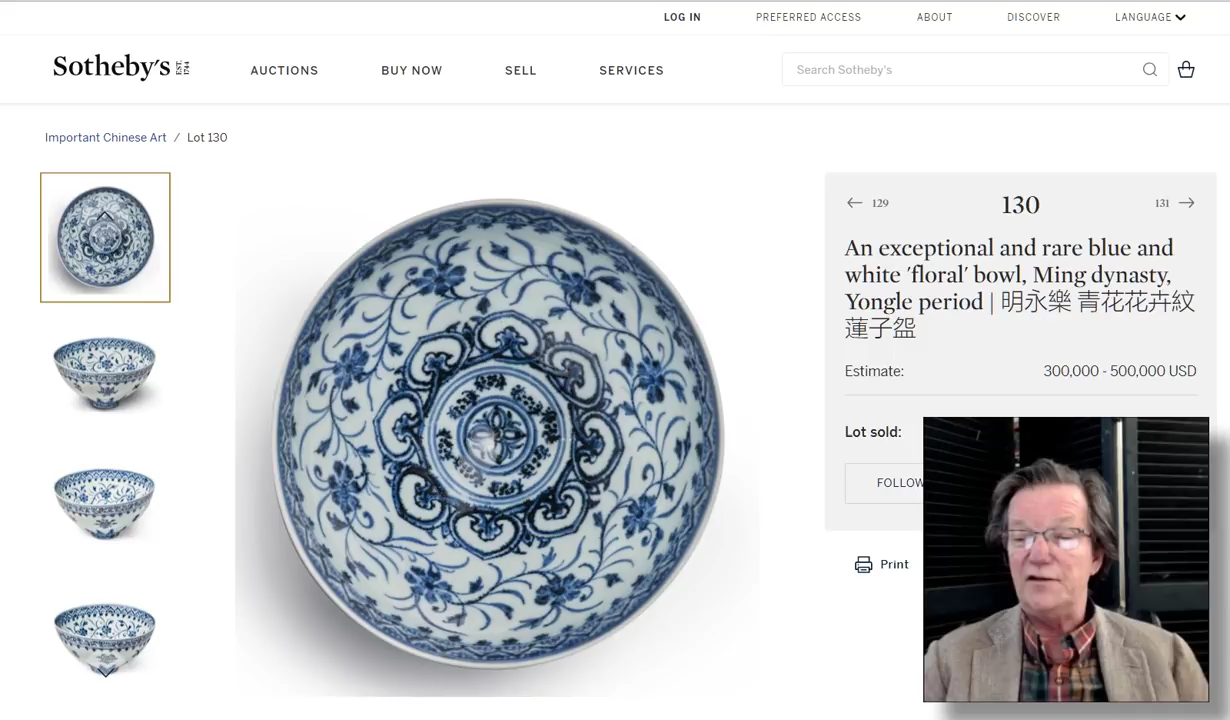 LOG IN PREFERRED ACCESS ABOUT DISCOVER LANGUAGE
Sotheby's EST. 1744 AUCTIONS BUY NOW SELL SERVICES Search Sotheby's
Important Chinese Art / Lot 130
129 130 131
An exceptional and rare blue and
white 'floral' bowl, Ming dynasty,
Yongle period | 明永樂 青花花卉紋
蓮子盌
Estimate: 300,000 - 500,000 USD
Lot sold:
FOLLOW
Print